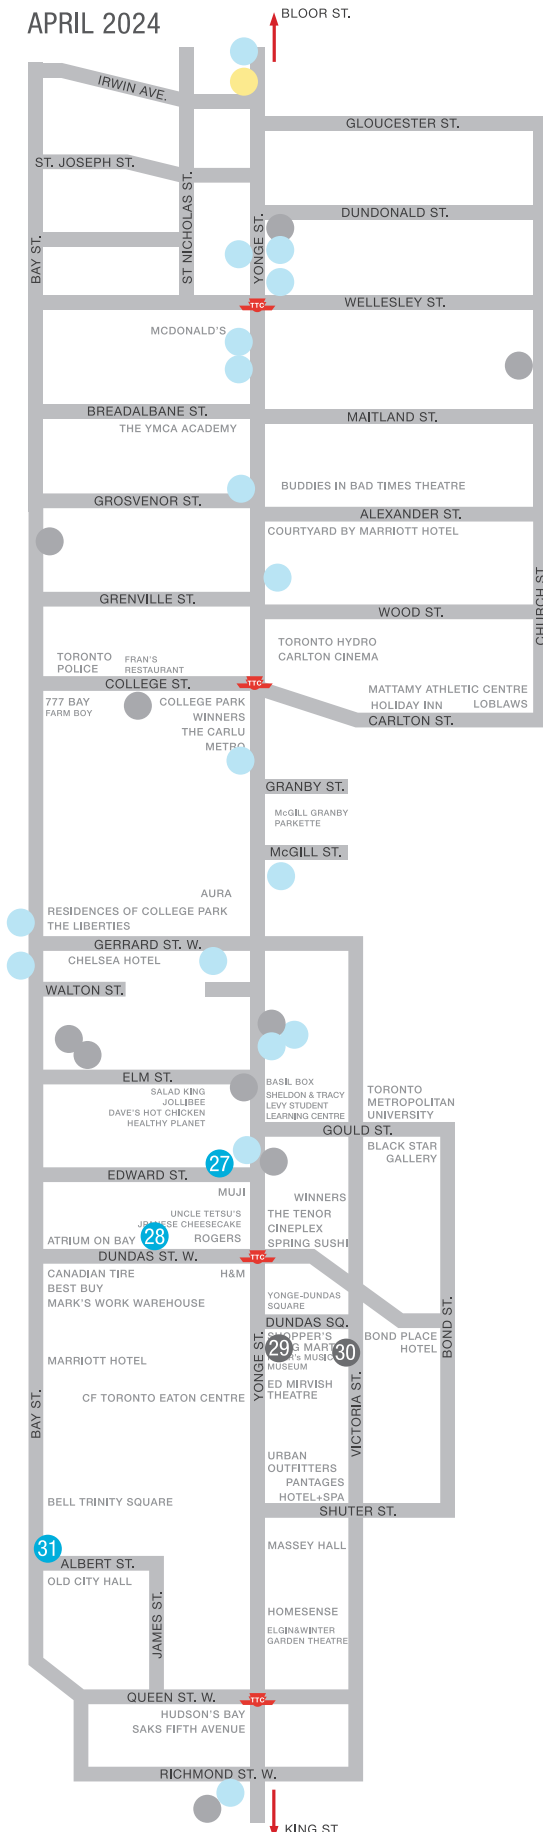 APRIL 2024
BLOOR ST.
IRWIN AVE.
GLOUCESTER ST.
ST. JOSEPH ST.
ST NICHOLAS ST.
DUNDONALD ST.
YONGE ST.
BAY ST.
TTC
WELLESLEY ST.
MCDONALD'S
BREADALBANE ST.
MAITLAND ST.
THE YMCA ACADEMY
BUDDIES IN BAD TIMES THEATRE
GROSVENOR ST.
ALEXANDER ST.
COURTYARD BY MARRIOTT HOTEL
GRENVILLE ST.
WOOD ST.
CHURCH ST.
TORONTO HYDRO
CARLTON CINEMA
TORONTO
POLICE
FRAN'S
RESTAURANT
COLLEGE ST.
TTC
MATTAMY ATHLETIC CENTRE
HOLIDAY INN
LOBLAWS
CARLTON ST.
777 BAY
FARM BOY
COLLEGE PARK
WINNERS
THE CARLU
METRO
GRANBY ST.
McGILL GRANBY
PARKETTE
McGILL ST.
AURA
RESIDENCES OF COLLEGE PARK
THE LIBERTIES
GERRARD ST. W.
CHELSEA HOTEL
WALTON ST.
ELM ST.
SALAD KING
JOLLIBEE
DAVE'S HOT CHICKEN
HEALTHY PLANET
BASIL BOX
SHELDON & TRACY
LEVY STUDENT
LEARNING CENTRE
TORONTO
METROPOLITAN
UNIVERSITY
GOULD ST.
BLACK STAR
GALLERY
27
EDWARD ST.
MUJI
WINNERS
UNCLE TETSU'S
CHEESECAKE
THE TENOR
CINEPLEX
SPRING SUSHI
ATRIUM ON BAY
28
ROGERS
DUNDAS ST. W.
TTC
CANADIAN TIRE
BEST BUY
MARK'S WORK WAREHOUSE
H&M
YONGE-DUNDAS
SQUARE
DUNDAS SQ.
SHOPPER'S
MART
MUSIC
MUSEUM
29
30
BOND PLACE
HOTEL
BOND ST.
YONGE ST.
VICTORIA ST.
BAY ST.
MARRIOTT HOTEL
CF TORONTO EATON CENTRE
ED MIRVISH
THEATRE
URBAN
OUTFITTERS
PANTAGES
HOTEL+SPA
BELL TRINITY SQUARE
SHUTER ST.
31
MASSEY HALL
ALBERT ST.
OLD CITY HALL
JAMES ST.
HOMESENSE
ELGIN&WINTER
GARDEN THEATRE
QUEEN ST. W.
TTC
HUDSON'S BAY
SAKS FIFTH AVENUE
RICHMOND ST. W.
KING ST.